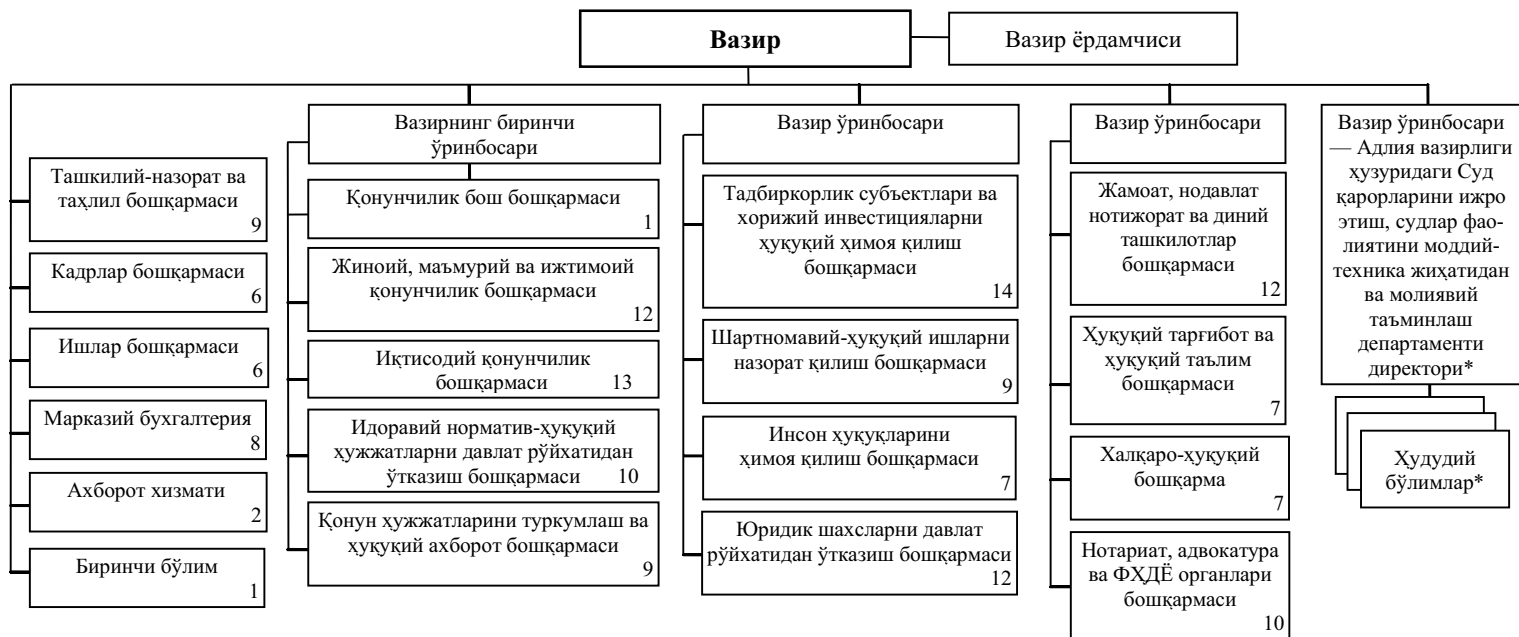 Вазир
Вазир ёрдамчиси
Ташкилий-назорат ва
таҳлил бошқармаси
9
Кадрлар бошқармаси
6
Ишлар бошқармаси
6
Марказий бухгалтерия
8
Ахборот хизмати
2
Биринчи бўлим
1
Вазирнинг биринчи
ўринбосари
Қонунчилик бош бошқармаси
1
Жиноий, маъмурий ва ижтимоий
қонунчилик бошқармаси
12
Иқтисодий қонунчилик
бошқармаси 13
Идоравий норматив-ҳуқуқий
ҳужжатларни давлат рўйхатидан
ўтказиш бошқармаси 10
Қонун ҳужжатларини туркумлаш ва
ҳуқуқий ахборот бошқармаси
9
Вазир ўринбосари
Тадбиркорлик субъектлари ва
хорижий инвестицияларни
ҳуқуқий ҳимоя қилиш
бошқармаси
14
Шартномавий-ҳуқуқий ишларни
назорат қилиш бошқармаси
9
Инсон ҳуқуқларини
ҳимоя қилиш бошқармаси
7
Юридик шахсларни давлат
рўйхатидан ўтказиш бошқармаси
12
Вазир ўринбосари
Жамоат, нодавлат
нотижорат ва диний
ташкилотлар
бошқармаси
12
Ҳуқуқий тарғибот ва
ҳуқуқий таълим
бошқармаси
7
Халқаро-ҳуқуқий
бошқарма
7
Нотариат, адвокатура
ва ФҲДЁ органлари
бошқармаси
10
Вазир ўринбосари
— Адлия вазирлиги
ҳузуридаги Суд
қарорларини ижро
этиш, судлар фао-
лиятини моддий-
техника жиҳатидан
ва молиявий
таъминлаш
департаменти
директори*
Ҳудудий
бўлимлар*